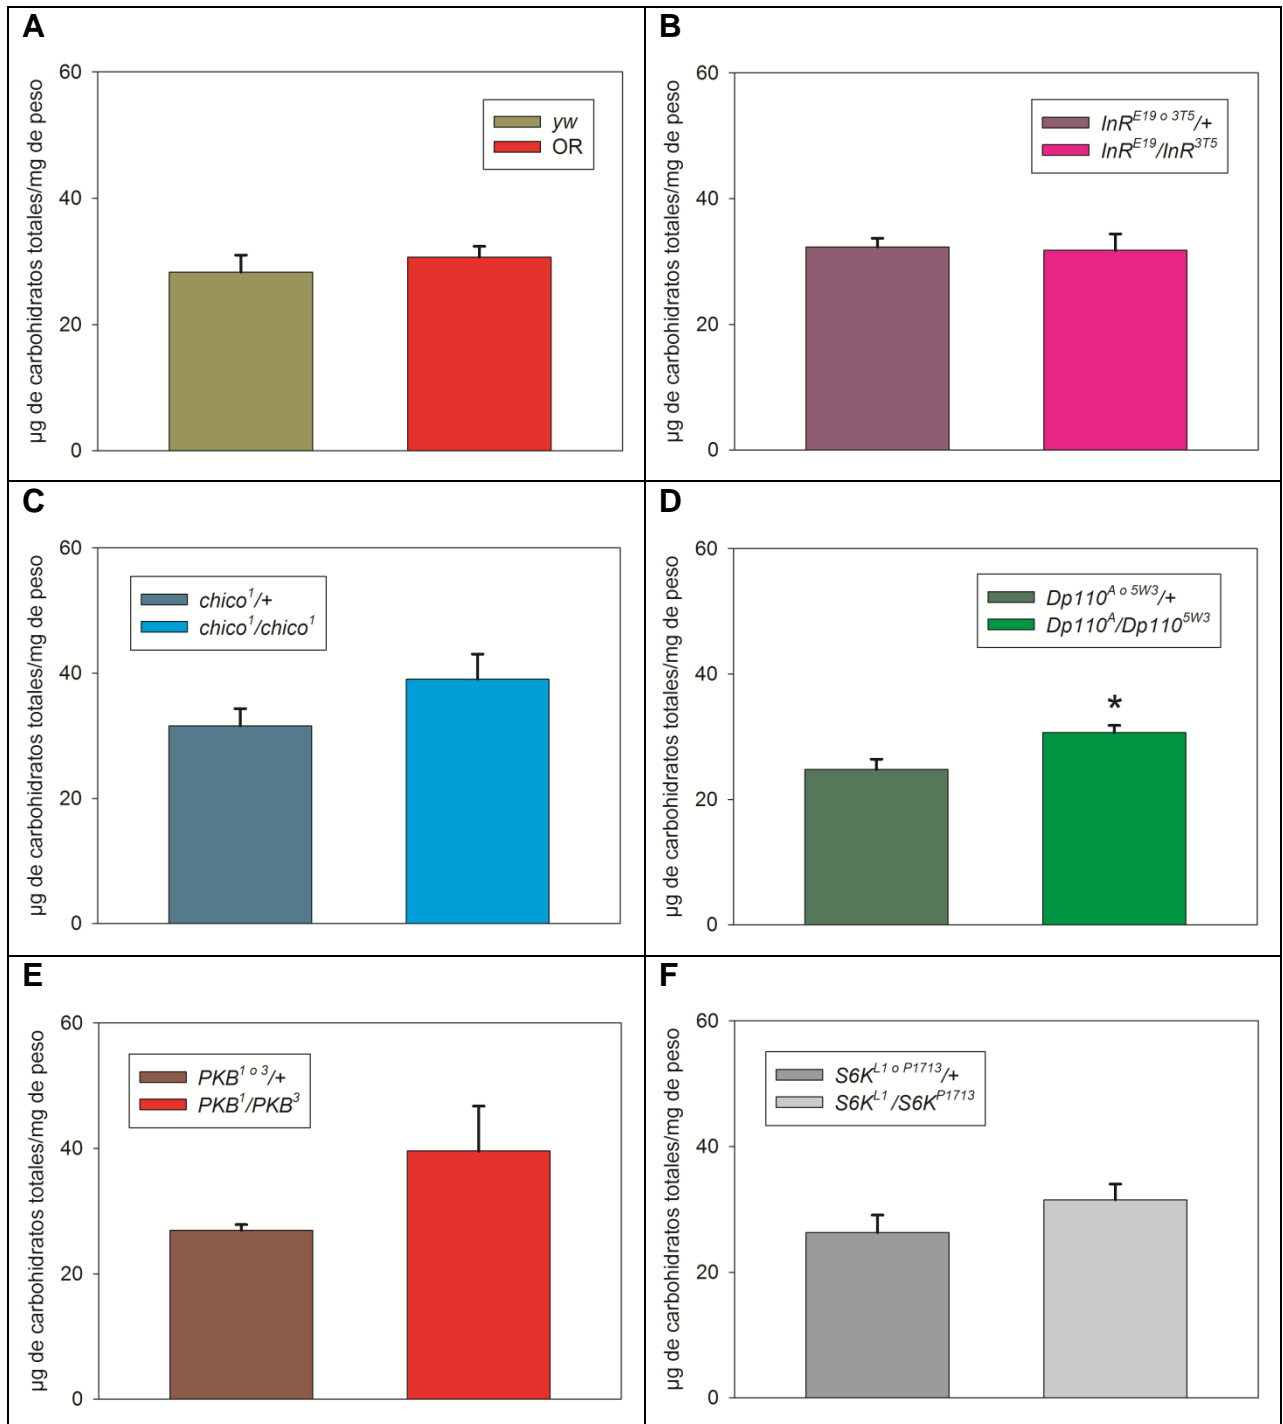 A
µg de carbohidratos totales/mg de peso
60
40
20
0
yw
OR
B
µg de carbohidratos totales/mg de peso
60
40
20
0
InR^E19 o 3T5/+
InR^E19/InR^3T5
C
µg de carbohidratos totales/mg de peso
60
40
20
0
chico^1/+
chico^1/chico^1
D
µg de carbohidratos totales/mg de peso
60
40
20
0
Dp110^A o 5W3/+
Dp110^A/Dp110^5W3
*
E
µg de carbohidratos totales/mg de peso
60
40
20
0
PKB^1 o 3/+
PKB^1/PKB^3
F
µg de carbohidratos totales/mg de peso
60
40
20
0
S6K^L1 o P1713/+
S6K^L1/S6K^P1713